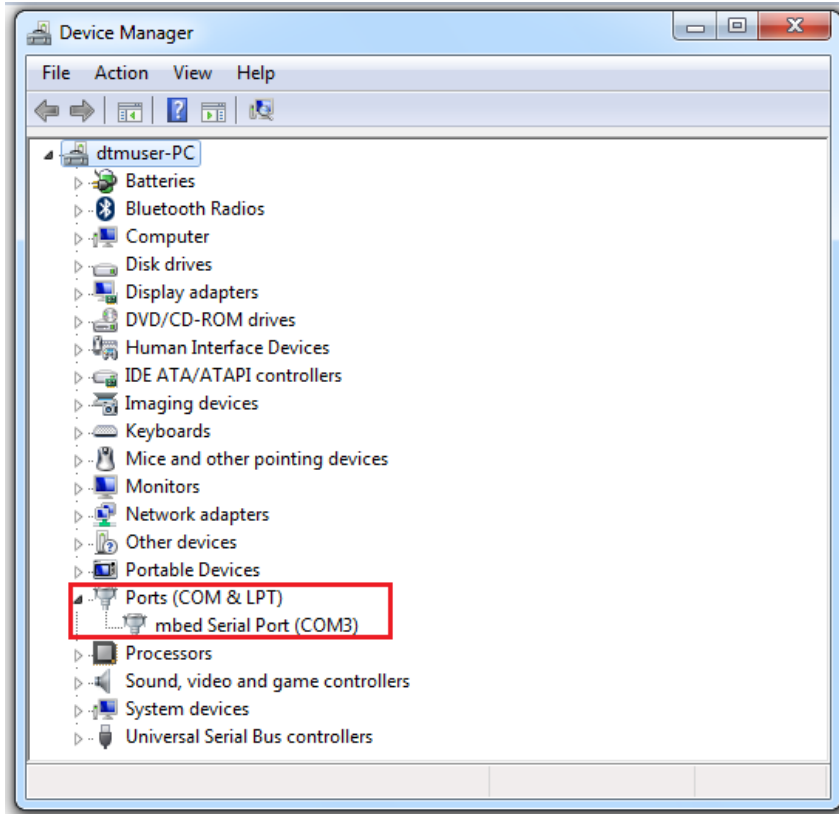 Device Manager
File Action View Help
dtmuser-PC
Batteries
Bluetooth Radios
Computer
Disk drives
Display adapters
DVD/CD-ROM drives
Human Interface Devices
IDE ATA/ATAPI controllers
Imaging devices
Keyboards
Mice and other pointing devices
Monitors
Network adapters
Other devices
Portable Devices
Ports (COM & LPT)
mbed Serial Port (COM3)
Processors
Sound, video and game controllers
System devices
Universal Serial Bus controllers